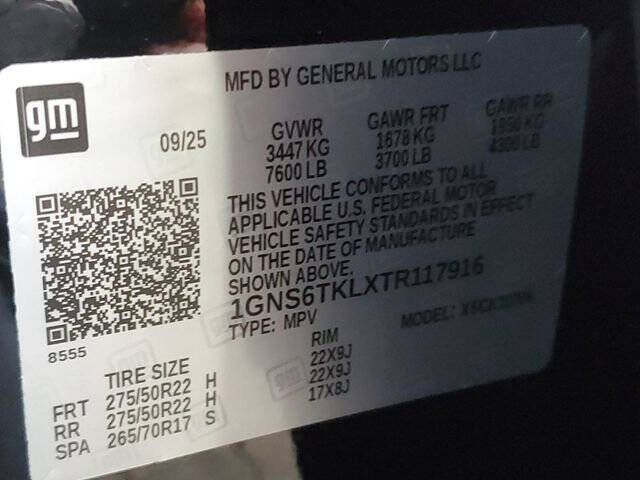 MFD BY GENERAL MOTORS LLC
gm
09/25
GVWR GAWR FRT GAWR RR
3447 KG 1678 KG 1950 KG
7600 LB 3700 LB 4300 LB
THIS VEHICLE CONFORMS TO ALL
APPLICABLE U.S. FEDERAL MOTOR
VEHICLE SAFETY STANDARDS IN EFFECT
ON THE DATE OF MANUFACTURE
SHOWN ABOVE.
1GNS6TKLXTR117916
TYPE: MPV MODEL:
8555
TIRE SIZE RIM
FRT 275/50R22 H 22X9J
RR 275/50R22 H 22X9J
SPA 265/70R17 S 17X8J